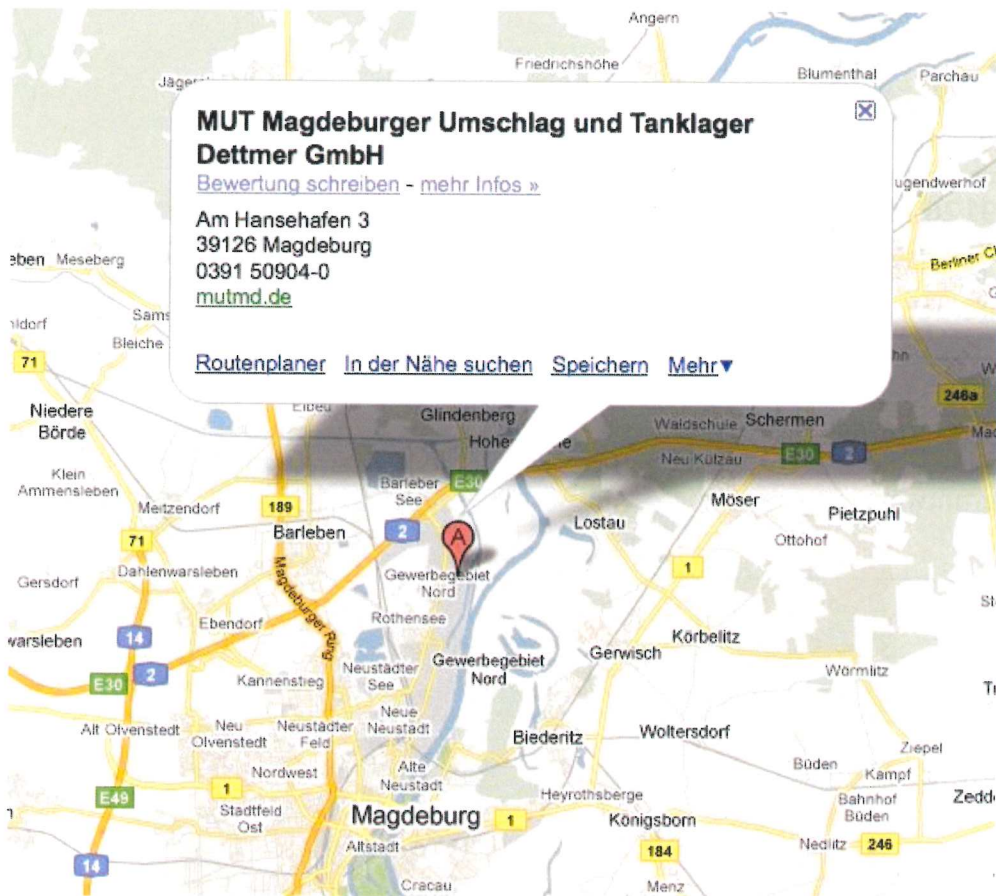 Angern
Friedrichshöhe
Blumenthal
Parchau
MUT Magdeburger Umschlag und Tanklager
Dettmer GmbH
Bewertung schreiben - mehr Infos »
Am Hansehafen 3
39126 Magdeburg
0391 50904-0
mutmd.de
Routenplaner In der Nähe suchen Speichern Mehr▼
ugendwerhof
Berliner
eben
Meseberg
Bleiche
71
246a
Niedere
Börde
Glindenberg
Waldschule
Schermen
E30
2
Neu Külzau
Klein
Ammensleben
Barleber
See
E30
Möser
Meitzendorf
189
Barleben
2
Lostau
Pietzpuhl
Ottohof
71
A
1
Gersdorf
Dahlenwarsleben
Gewerbegebiet
Nord
Magdeburger Ring
Rothensee
Ebendorf
warsleben
14
Körbelitz
Gerwisch
Gewerbegebiet
Nord
Neustädter
See
Wörmlitz
E30
2
Kannenstieg
Alt Olvenstedt
Neu
Olvenstedt
Neustädter
Feld
Neue
Neustadt
Biederitz
Woltersdorf
Ziepel
Büden
Kampf
Nordwest
Alte
Neustadt
E49
1
Heyrothsberge
Bahnhof
Büden
Stadtfeld
Ost
Magdeburg
1
Königsborn
Altstadt
184
Nedlitz
246
14
Cracau
Menz